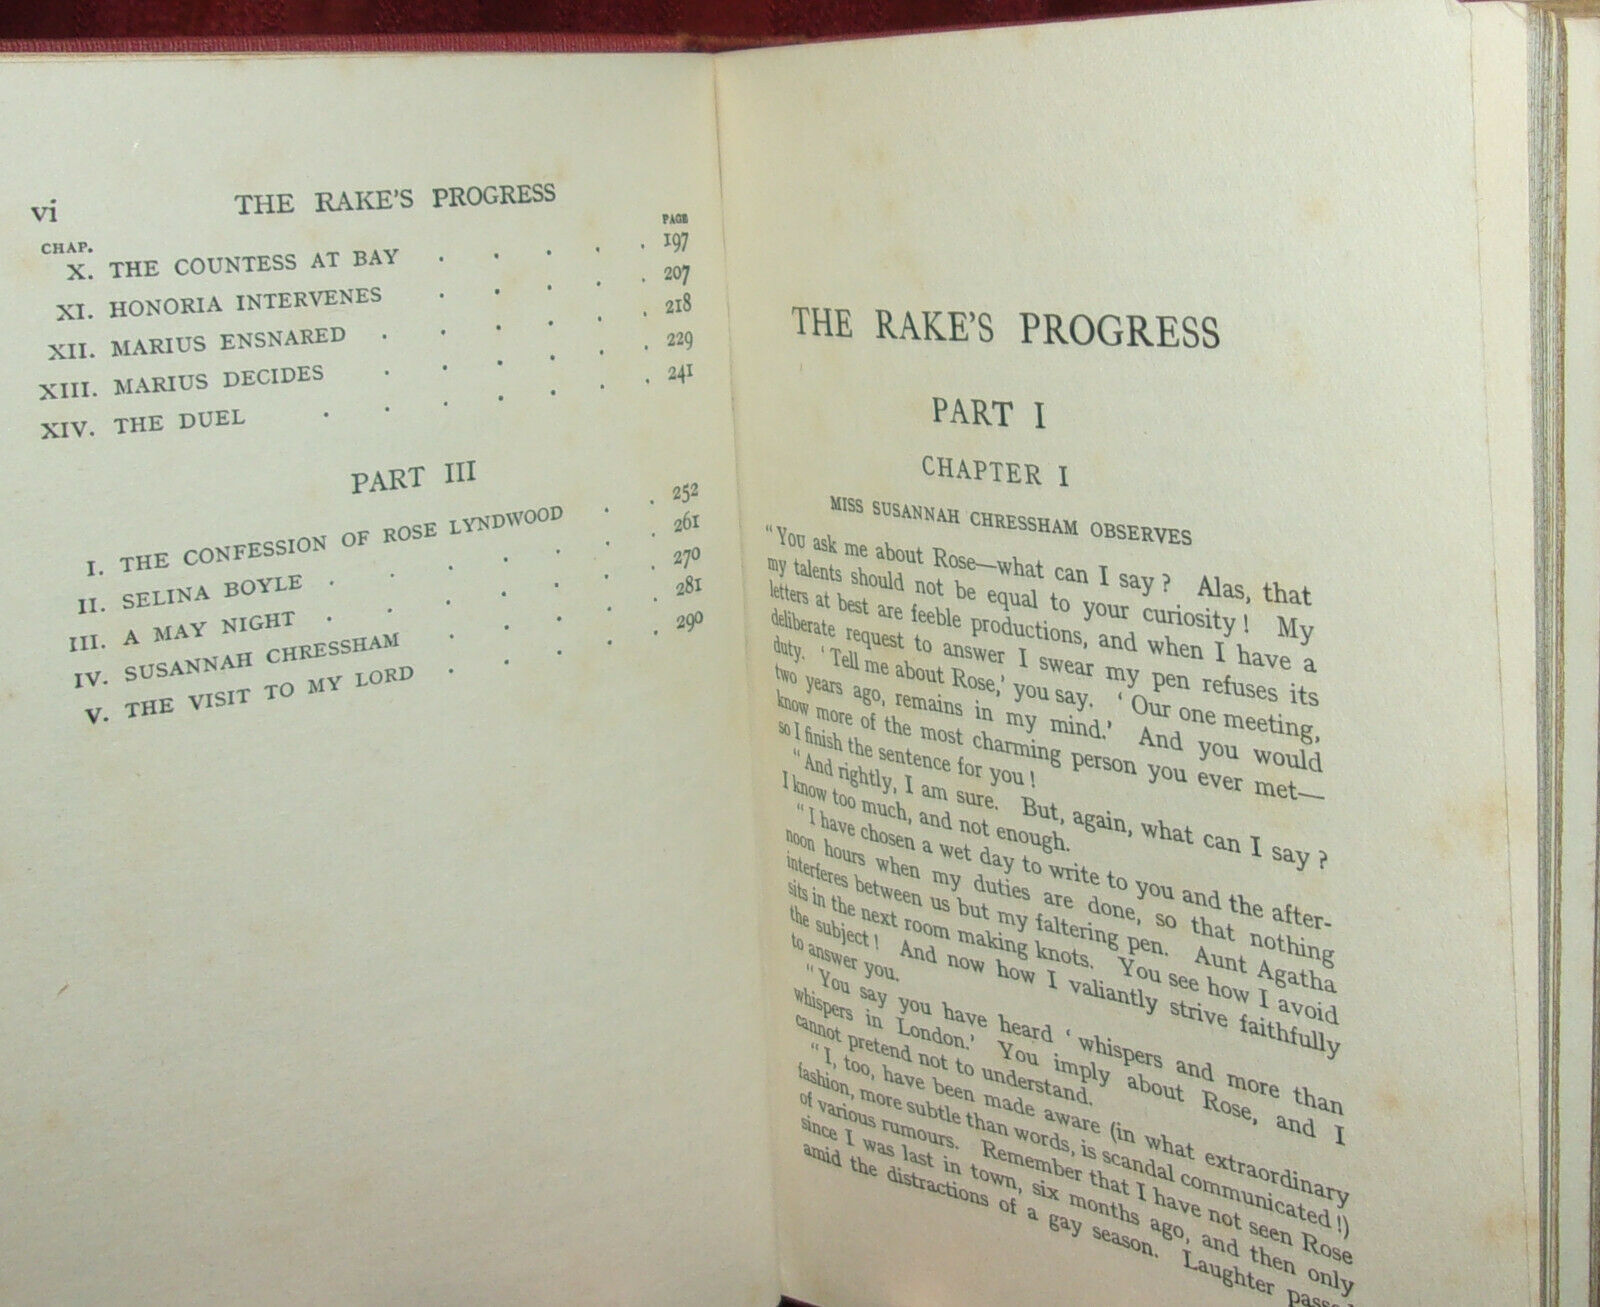 vi THE RAKE'S PROGRESS
CHAP. PAGE
X. THE COUNTESS AT BAY . . . . . 197
XI. HONORIA INTERVENES . . . . . 207
XII. MARIUS ENSNARED . . . . . . 218
XIII. MARIUS DECIDES . . . . . . 229
XIV. THE DUEL . . . . . . . 241
PART III
I. THE CONFESSION OF ROSE LYNDWOOD . . 252
II. SELINA BOYLE . . . . . . 261
III. A MAY NIGHT . . . . . . 270
IV. SUSANNAH CHRESSHAM . . . . . 281
V. THE VISIT TO MY LORD . . . . . 290
THE RAKE'S PROGRESS
PART I
CHAPTER I
MISS SUSANNAH CHRESSHAM OBSERVES
"You ask me about Rose—what can I say? Alas, that
my talents should not be equal to your curiosity! My
letters at best are feeble productions, and when I have a
deliberate request to answer I swear my pen refuses its
duty. 'Tell me about Rose,' you say. 'Our one meeting,
two years ago, remains in my mind.' And you would
know more of the most charming person you ever met—
so I finish the sentence for you!
"And rightly, I am sure. But, again, what can I say?
I know too much, and not enough.
"I have chosen a wet day to write to you and the after-
noon hours when my duties are done, so that nothing
interferes between us but my faltering pen. Aunt Agatha
sits in the next room making knots. You see how I avoid
the subject! And now how I valiantly strive faithfully
to answer you.
"You say you have heard 'whispers and more than
whispers in London.' You imply about Rose, and I
cannot pretend not to understand.
"I, too, have been made aware (in what extraordinary
fashion, more subtle than words, is scandal communicated!)
of various rumours. Remember that I have not seen Rose
since I was last in town, six months ago, and then only
amid the distractions of a gay season. Laughter passed